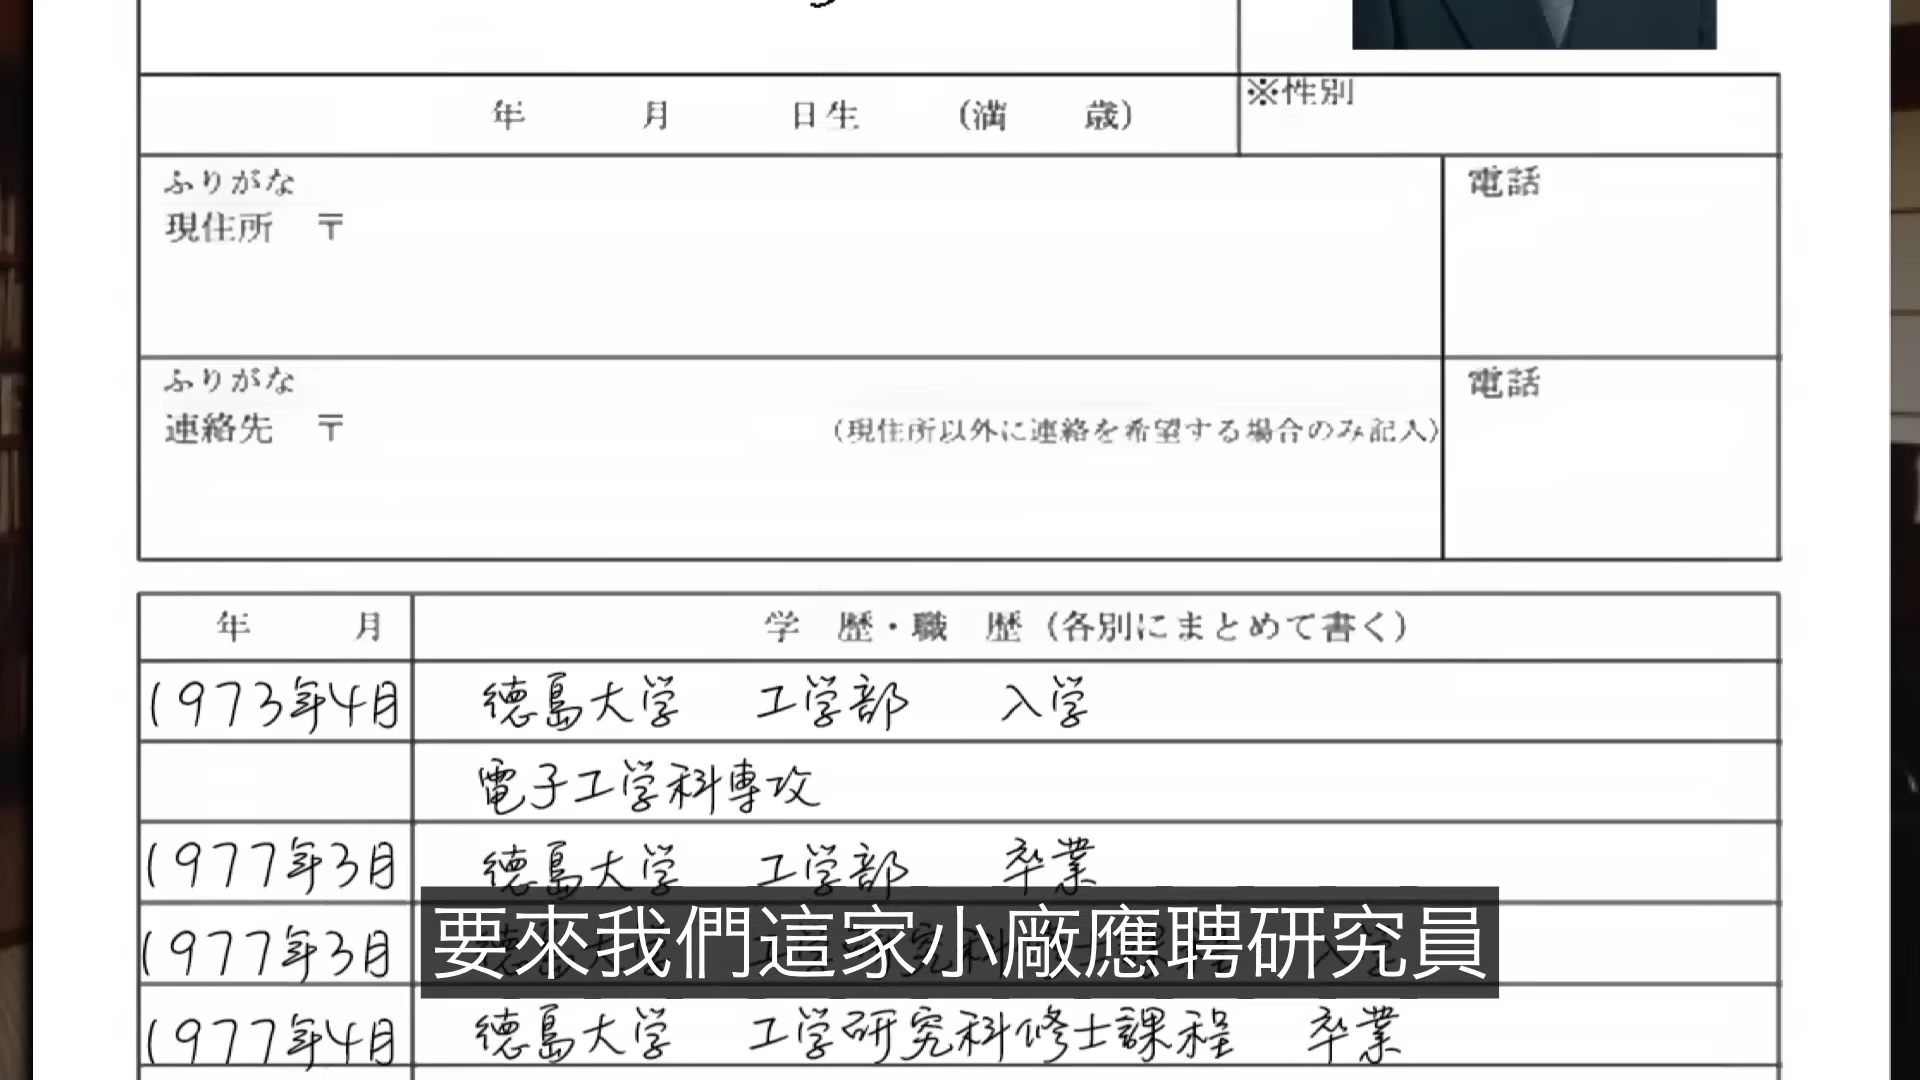 年 月 日生 (満 歳)
※性別
ふりがな
現住所 〒
電話
ふりがな
連絡先 〒
(現住所以外に連絡を希望する場合のみ記入)
電話
年 月 学 歴・職 歴(各別にまとめて書く)
1973年4月 徳島大学 工学部 入学
電子工学科専攻
1977年3月 徳島大学 工学部 卒業
1977年3月
要來我們這家小廠應聘研究員
1977年4月 徳島大学 工学研究科修士課程 卒業